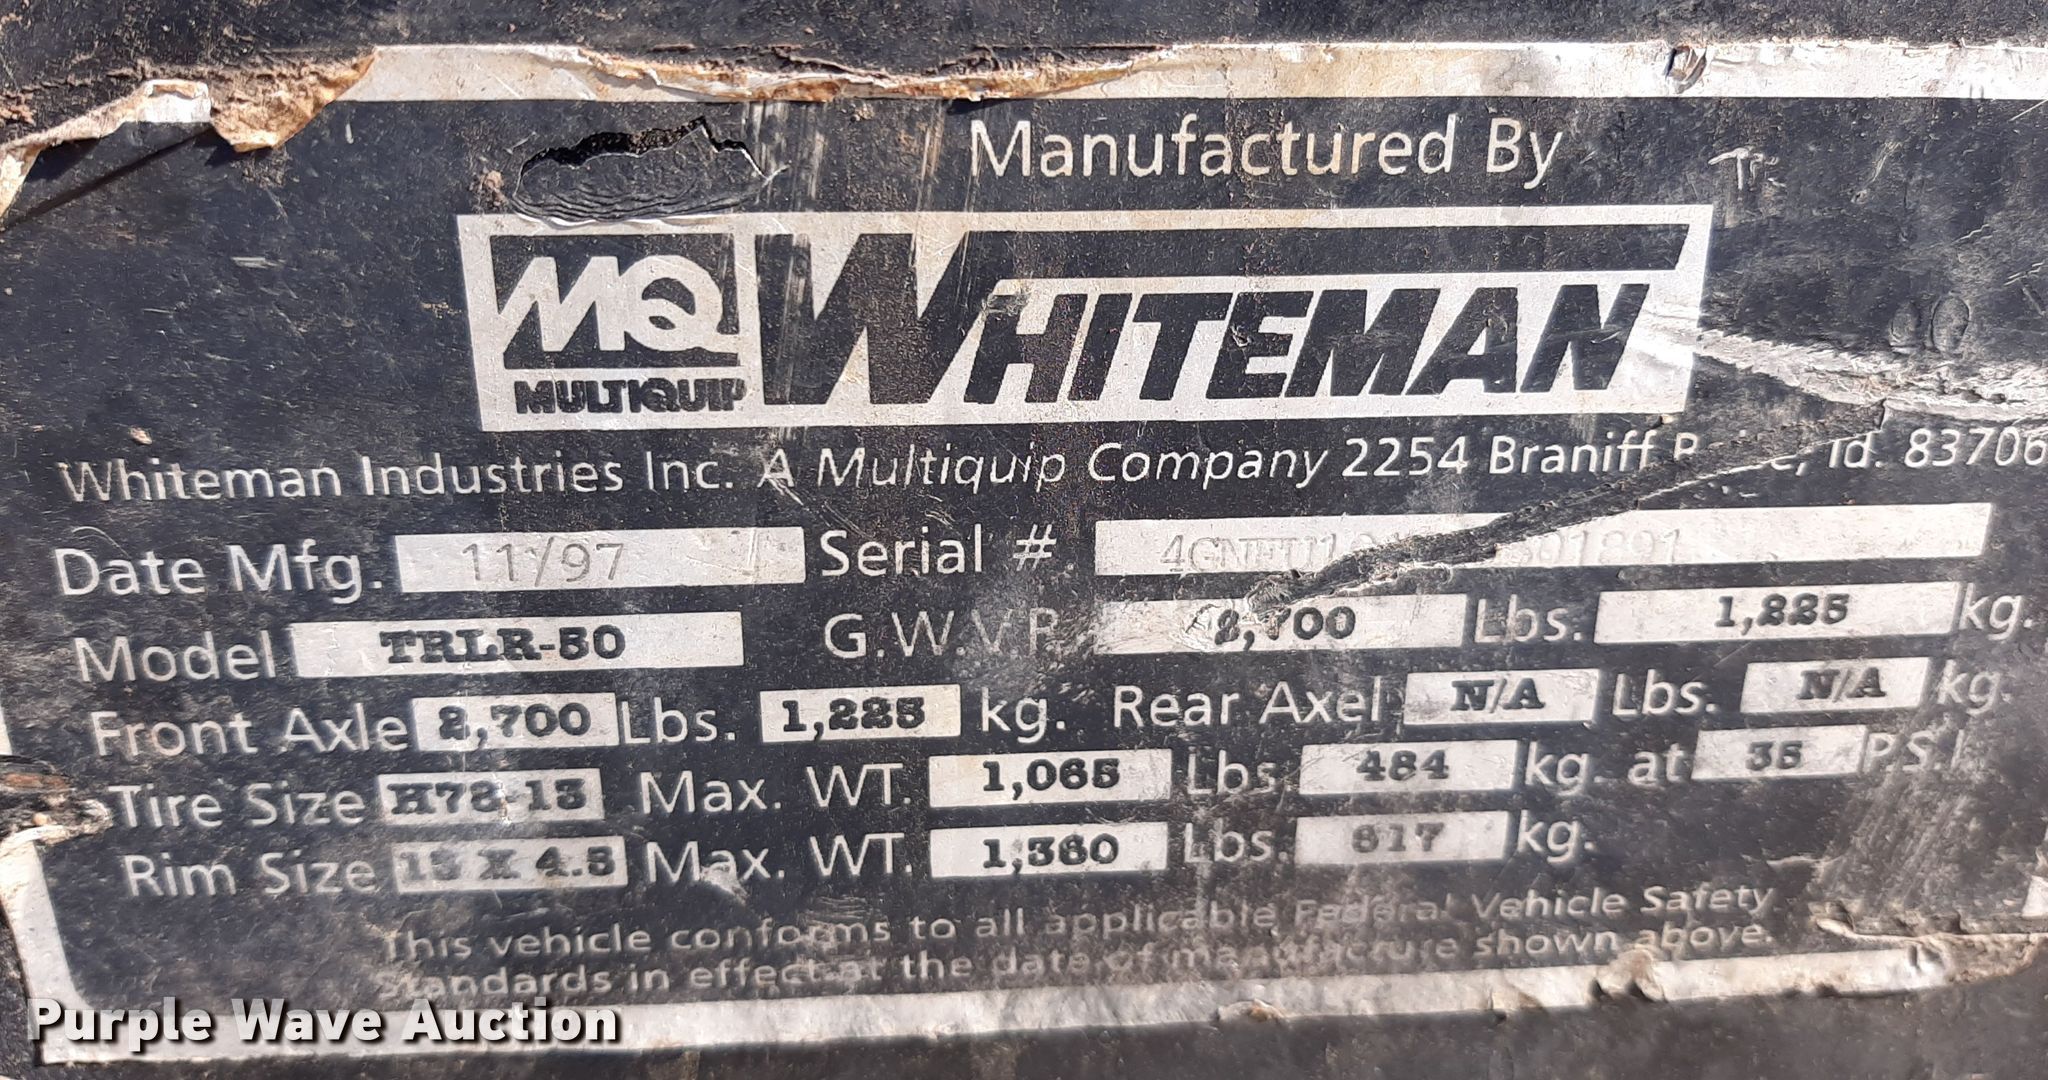 Manufactured By
MQ
MULTIQUIP
WHITEMAN
Whiteman Industries Inc. A Multiquip Company 2254 Braniff Id. 83706
Date Mfg. 11/97 Serial #
Model TRLR-50 G.W.V.R. 2,700 Lbs. 1,225 kg.
Front Axle 2,700 Lbs. 1,225 kg. Rear Axel N/A Lbs. N/A kg.
Tire Size H78-13 Max. WT. 1,065 Lbs. 484 kg. at 35 P.S.I.
Rim Size 13 X 4.5 Max. WT. 1,360 Lbs. 617 kg.
This vehicle conforms to all applicable Federal Vehicle Safety
Standards in effect at the date of manufacture shown above.
Purple Wave Auction